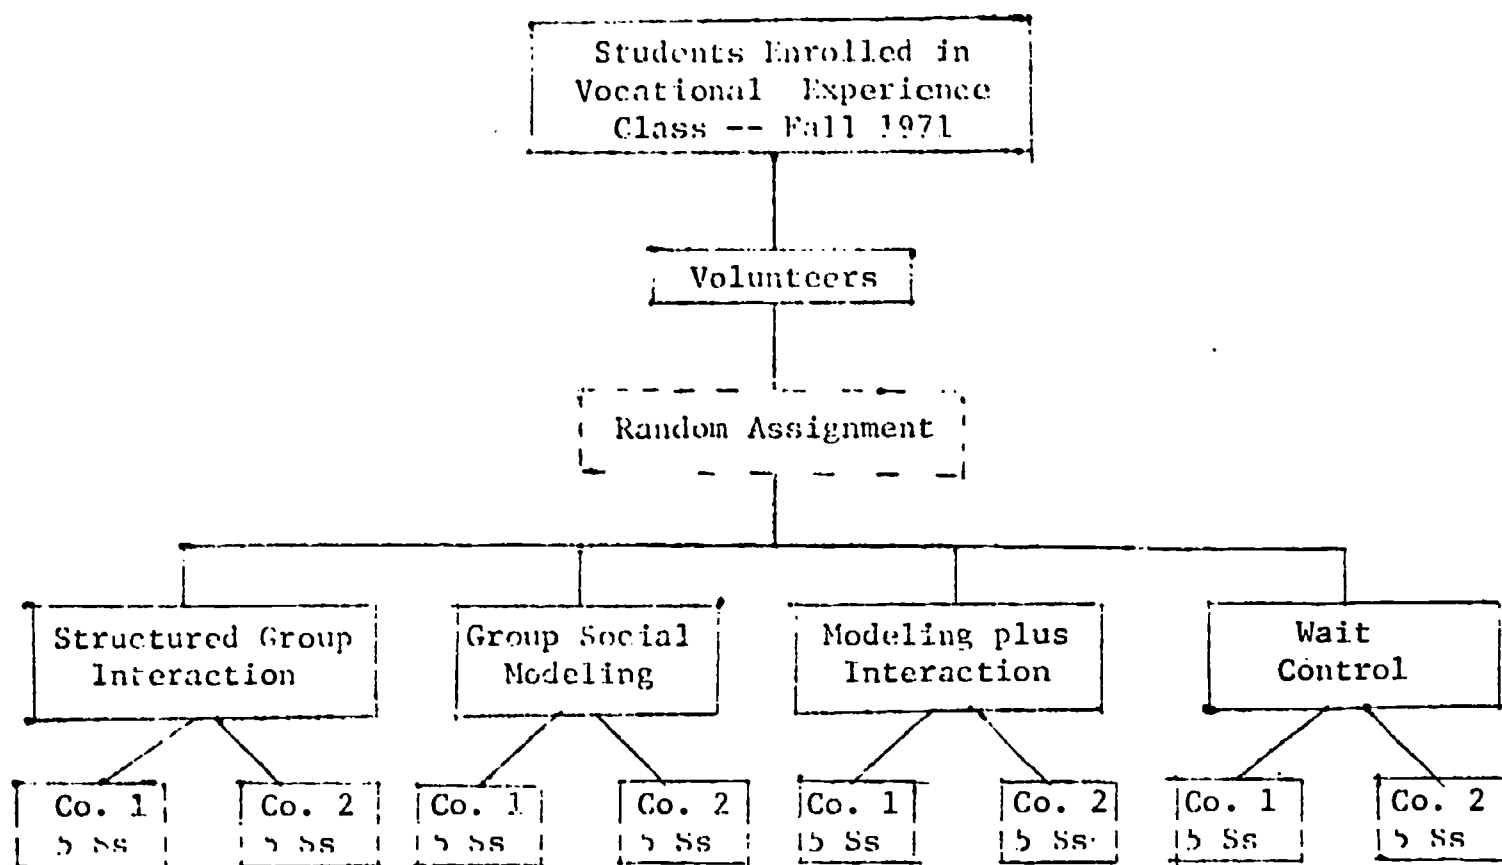 Students Enrolled in
Vocational Experience
Class -- Fall 1971
Volunteers
Random Assignment
Structured Group
Interaction
Group Social
Modeling
Modeling plus
Interaction
Wait
Control
Co. 1
5 Ss
Co. 2
5 Ss
Co. 1
5 Ss
Co. 2
5 Ss
Co. 1
5 Ss
Co. 2
5 Ss
Co. 1
5 Ss
Co. 2
5 Ss